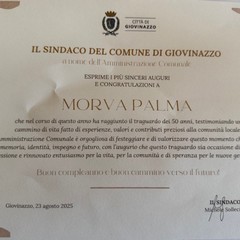 CITTÀ DI
GIOVINAZZO
IL SINDACO DEL COMUNE DI GIOVINAZZO
a nome dell'Amministrazione Comunale
ESPRIME I PIÙ SINCERI AUGURI
E CONGRATULAZIONI A
MORVA PALMA
che nel corso di questo anno ha raggiunto il traguardo dei 50 anni, testimoniando
cammino di vita fatto di esperienze, valori e contributi preziosi alla comunità locale
Amministrazione Comunale è orgogliosa di festeggiare e di valorizzare questo momento che
memoria, identità, impegno e futuro, con l'augurio che questo traguardo sia occasione di
e rinnovato entusiasmo per la vita, per la comunità e di speranza per le nuove
Buon compleanno e buon cammino verso il futuro!
Giovinazzo, 23 agosto 2025
IL SINDACO
Michele